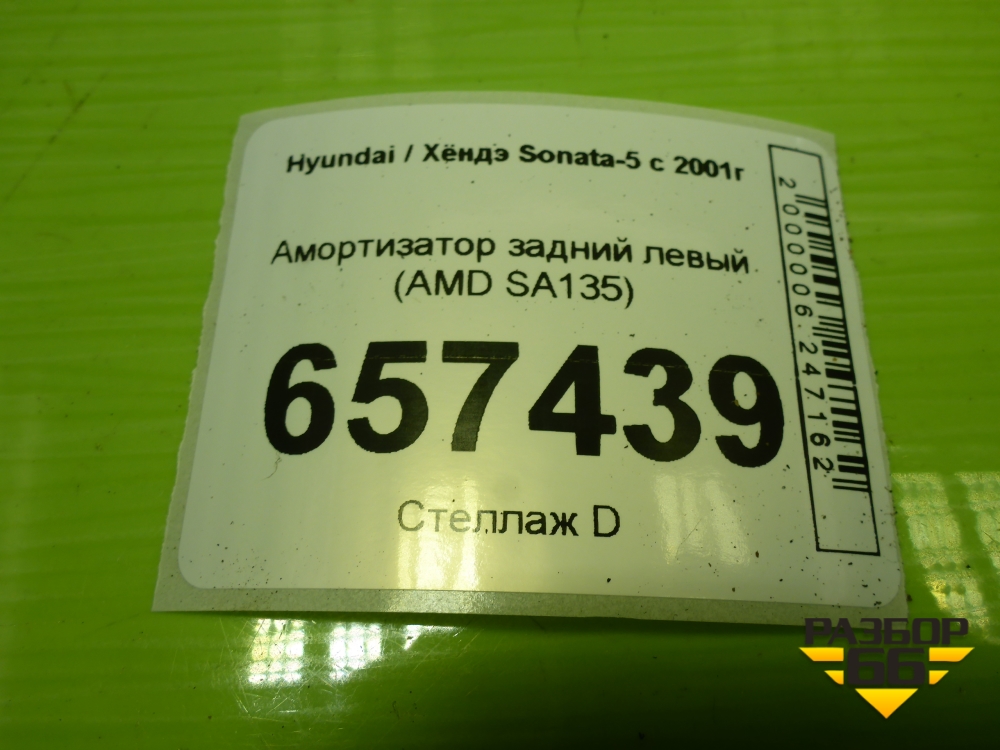 Hyundai / Хёндэ Sonata-5 с 2001г
Амортизатор задний левый
(AMD SA135)
657439
Стеллаж D
2000006247162
РАЗБОР
66